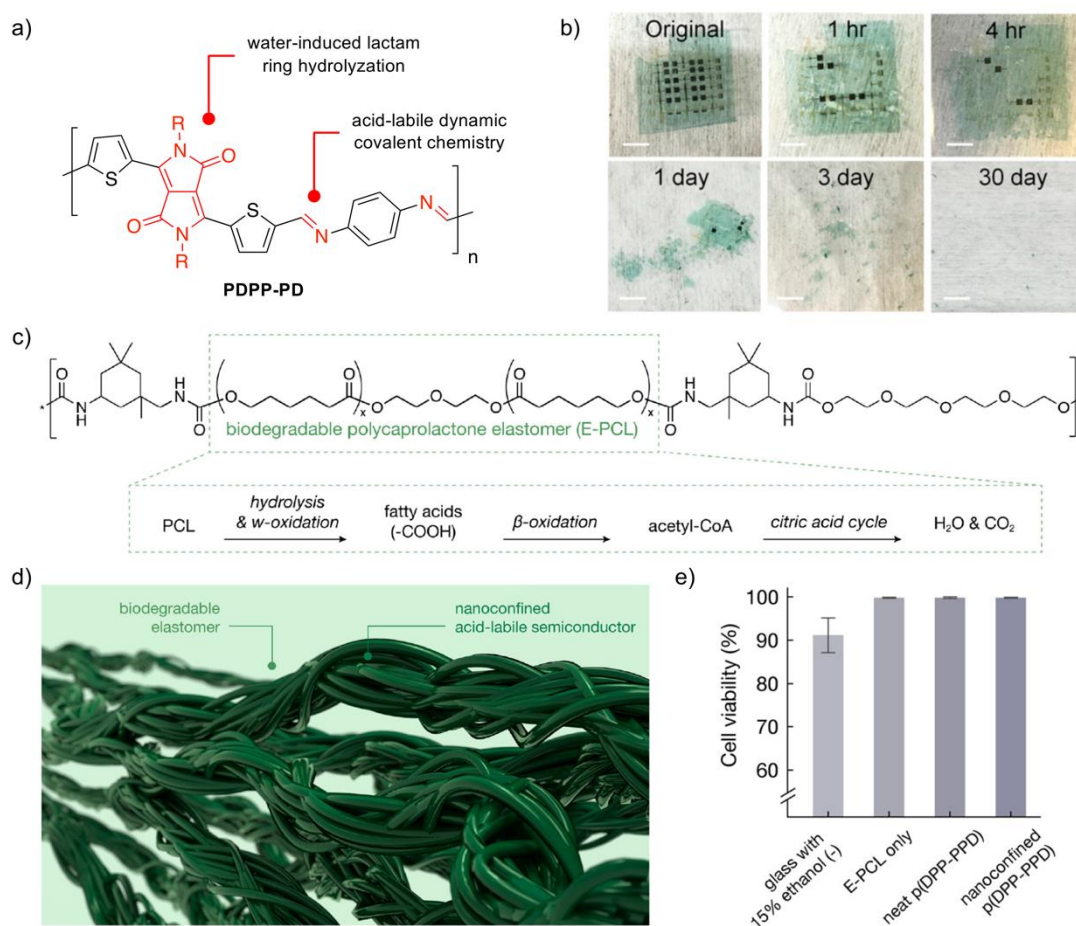 a)
water-induced lactam
ring hydrolyzation
acid-labile dynamic
covalent chemistry
R
N
O
S
O
N
R
S
N
N
n
PDPP-PD
b)
Original
1 hr
4 hr
1 day
3 day
30 day
c)
O
N
H
H
N
O
O
O
x
O
O
O
O
x
O
O
N
H
N
H
O
O
O
O
O
O
*
biodegradable polycaprolactone elastomer (E-PCL)
PCL
hydrolysis
& w-oxidation
fatty acids
(-COOH)
β-oxidation
acetyl-CoA
citric acid cycle
H₂O & CO₂
d)
biodegradable
elastomer
nanoconfined
acid-labile semiconductor
e)
Cell viability (%)
100
90
80
70
60
glass with
15% ethanol (-)
E-PCL only
neat p(DPP-PPD)
nanoconfined
p(DPP-PPD)